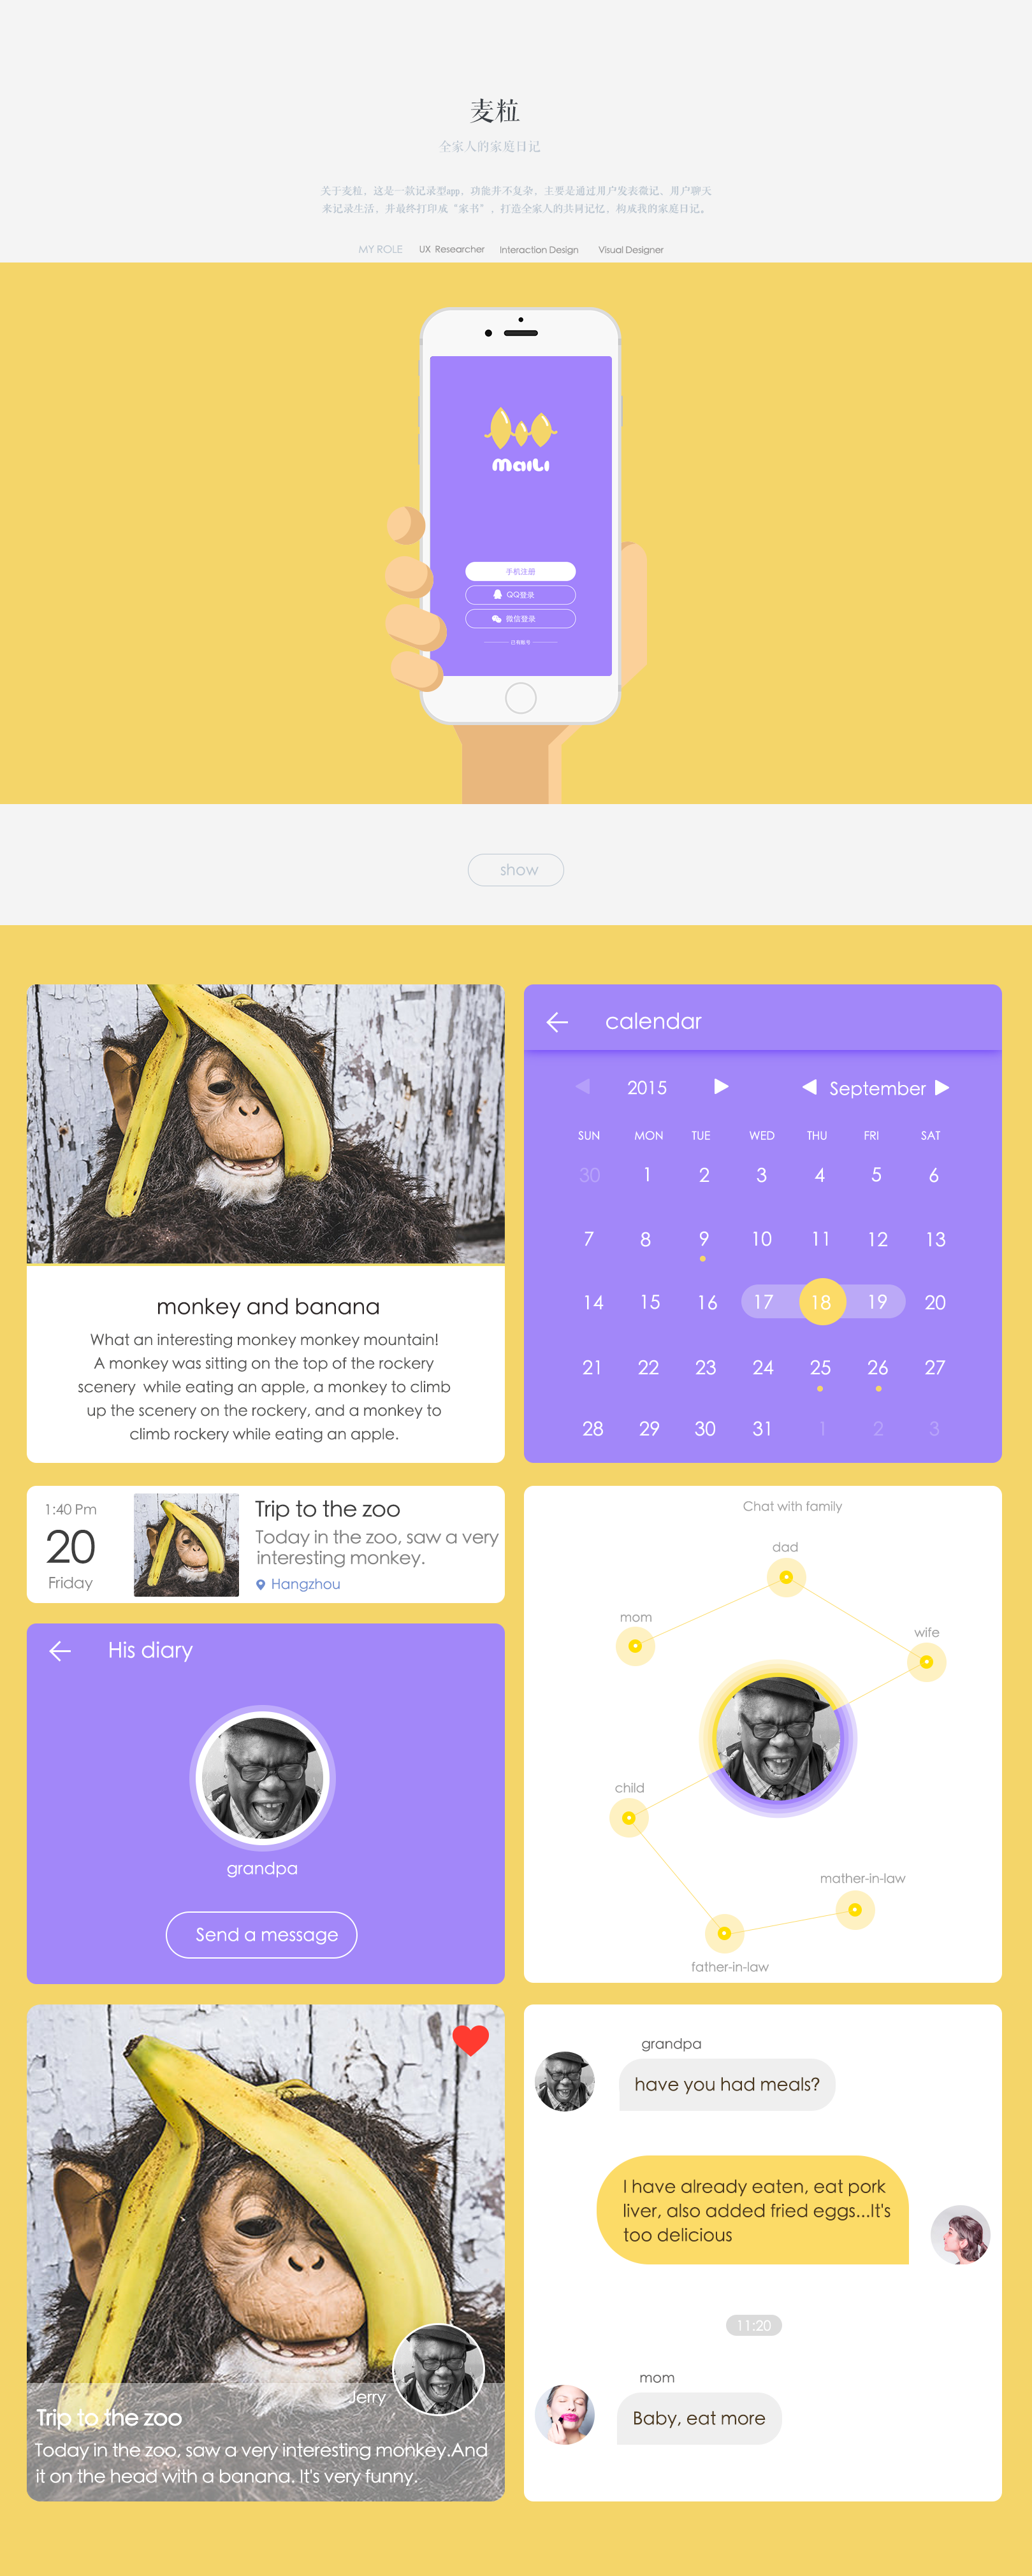 麦粒
全家人的家庭日记
关于麦粒，这是一款记录型app，功能并不复杂，主要是通过用户发表微记，用户聊天
来记录生活，并最终打印成“家书”，打造全家人的共同记忆，构成我的家庭日记。
MY ROLE UX Researcher Interaction Design Visual Designer
MaiLi
手机注册
QQ登录
微信登录
已有账号
show
monkey and banana
What an interesting monkey monkey mountain!
A monkey was sitting on the top of the rockery
scenery while eating an apple, a monkey to climb
up the scenery on the rockery, and a monkey to
climb rockery while eating an apple.
calendar
2015 September
SUN MON TUE WED THU FRI SAT
30 1 2 3 4 5 6
7 8 9 10 11 12 13
14 15 16 17 18 19 20
21 22 23 24 25 26 27
28 29 30 31 1 2 3
1:40 Pm
20
Friday
Trip to the zoo
Today in the zoo, saw a very
interesting monkey.
Hangzhou
His diary
grandpa
Send a message
Chat with family
dad
mom
wife
child
mather-in-law
father-in-law
Jerry
Trip to the zoo
Today in the zoo, saw a very interesting monkey.And
it on the head with a banana. It's very funny.
grandpa
have you had meals?
I have already eaten, eat pork
liver, also added fried eggs...It's
too delicious
11:20
mom
Baby, eat more